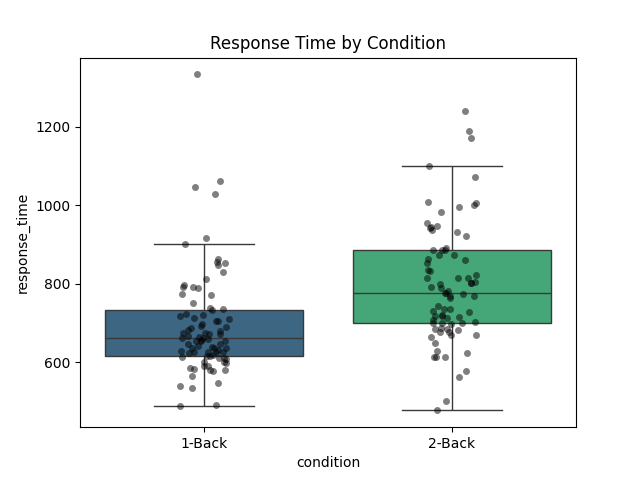 Response Time by Condition
1200
1000
800
600
response_time
1-Back
2-Back
condition